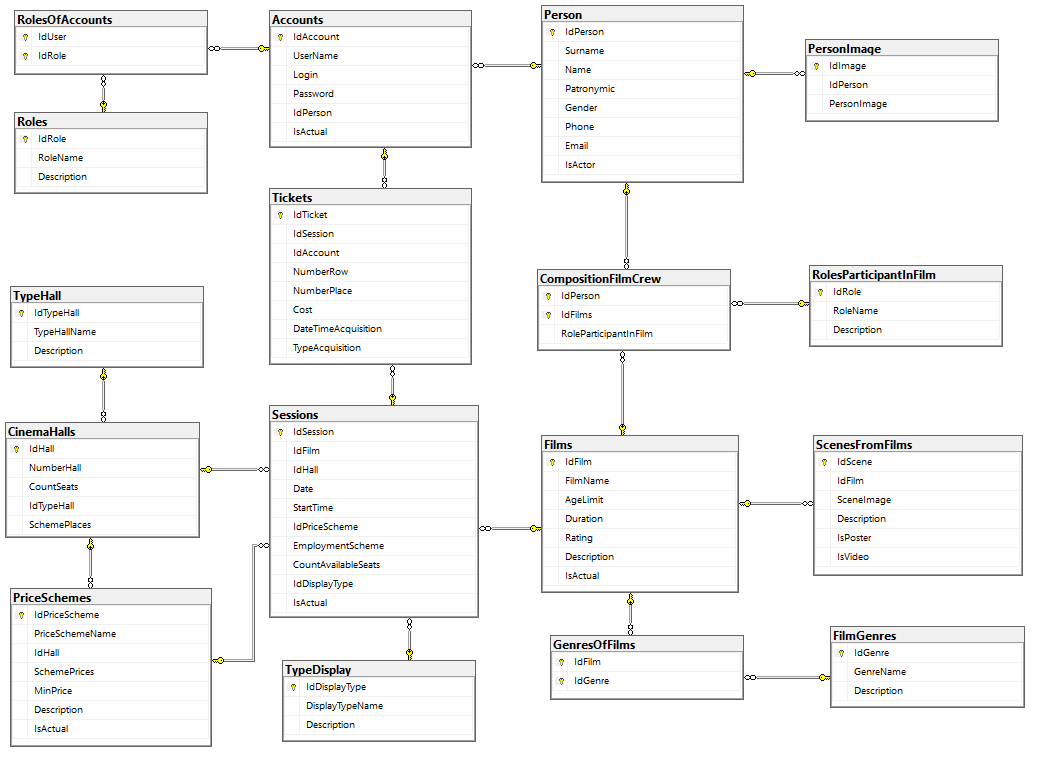 RolesOfAccounts
IdUser
IdRole
Accounts
IdAccount
UserName
Login
Password
IdPerson
IsActual
Person
IdPerson
Surname
Name
Patronymic
Gender
Phone
Email
IsActor
PersonImage
IdImage
IdPerson
PersonImage
Roles
IdRole
RoleName
Description
Tickets
IdTicket
IdSession
IdAccount
NumberRow
NumberPlace
Cost
DateTimeAcquisition
TypeAcquisition
CompositionFilmCrew
IdPerson
IdFilms
RoleParticipantInFilm
RolesParticipantInFilm
IdRole
RoleName
Description
TypeHall
IdTypeHall
TypeHallName
Description
CinemaHalls
IdHall
NumberHall
CountSeats
IdTypeHall
SchemePlaces
Sessions
IdSession
IdFilm
IdHall
Date
StartTime
IdPriceScheme
EmploymentScheme
CountAvailableSeats
IdDisplayType
IsActual
Films
IdFilm
FilmName
AgeLimit
Duration
Rating
Description
IsActual
ScenesFromFilms
IdScene
IdFilm
SceneImage
Description
IsPoster
IsVideo
PriceSchemes
IdPriceScheme
PriceSchemeName
IdHall
SchemePrices
MinPrice
Description
IsActual
TypeDisplay
IdDisplayType
DisplayTypeName
Description
GenresOfFilms
IdFilm
IdGenre
FilmGenres
IdGenre
GenreName
Description